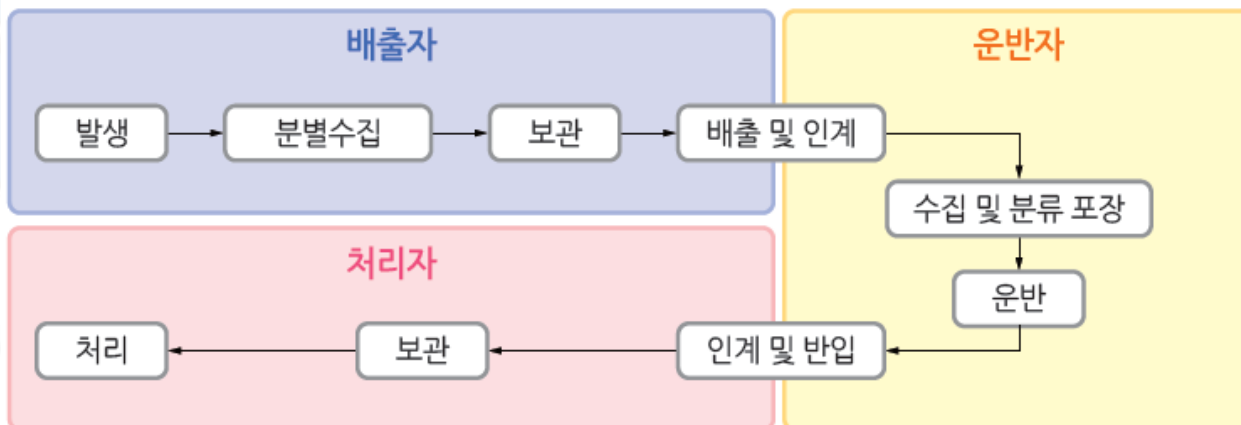 배출자
발생
분별수집
보관
배출 및 인계
운반자
수집 및 분류 포장
운반
처리자
인계 및 반입
보관
처리